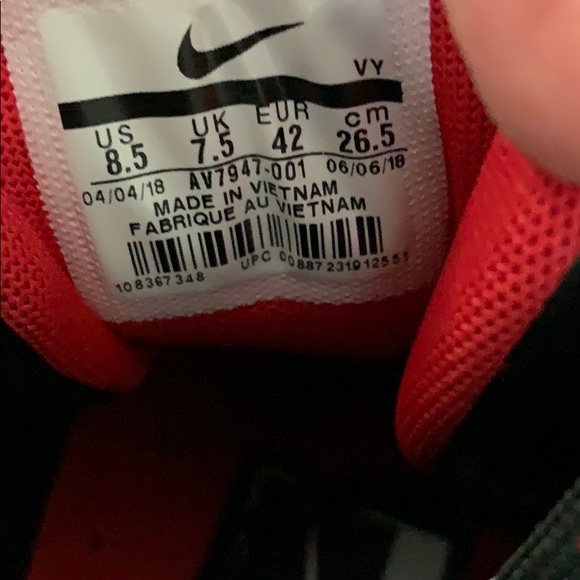 VY
US UK EUR cm
8.5 7.5 42 26.5
04/04/18 AV7947-001 06/06/18
MADE IN VIETNAM
FABRIQUE AU VIETNAM
108367348 UPC 00887231912551